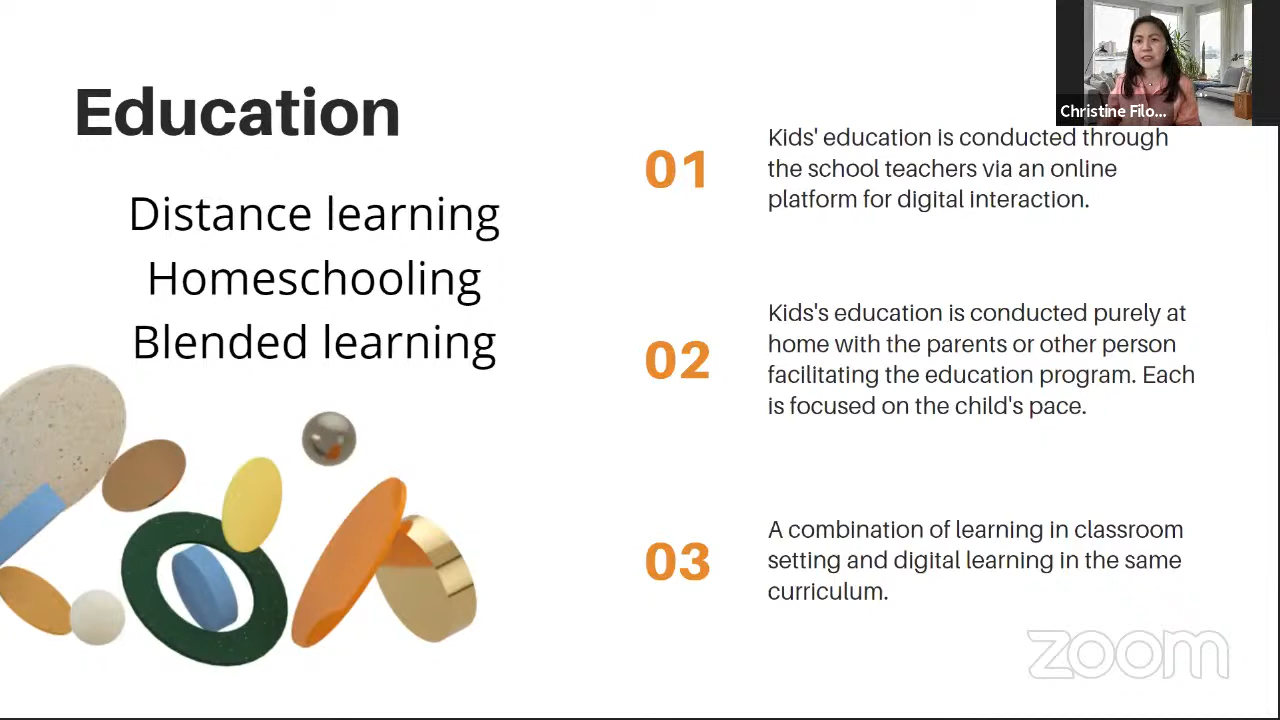 Education
Distance learning
Homeschooling
Blended learning
Christine Filo...
01
Kids' education is conducted through
the school teachers via an online
platform for digital interaction.
02
Kids's education is conducted purely at
home with the parents or other person
facilitating the education program. Each
is focused on the child's pace.
03
A combination of learning in classroom
setting and digital learning in the same
curriculum.
zoom